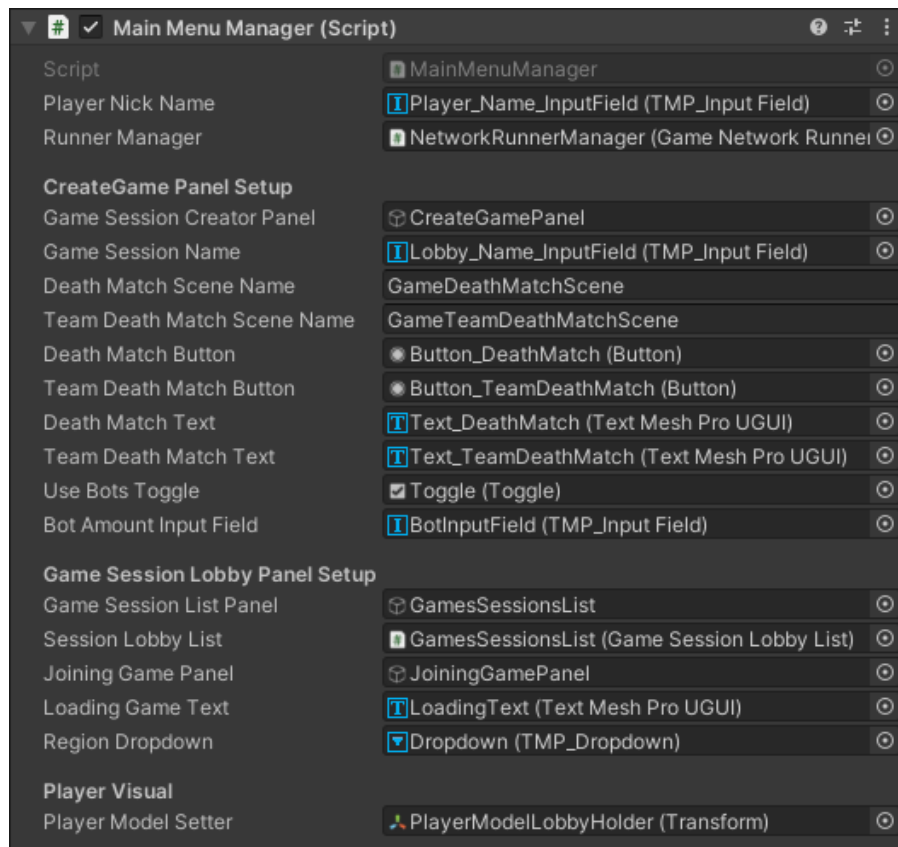 Main Menu Manager (Script)
Script MainMenuManager
Player Nick Name Player_Name_InputField (TMP_Input Field)
Runner Manager NetworkRunnerManager (Game Network Runner
CreateGame Panel Setup
Game Session Creator Panel CreateGamePanel
Game Session Name Lobby_Name_InputField (TMP_Input Field)
Death Match Scene Name GameDeathMatchScene
Team Death Match Scene Name GameTeamDeathMatchScene
Death Match Button Button_DeathMatch (Button)
Team Death Match Button Button_TeamDeathMatch (Button)
Death Match Text Text_DeathMatch (Text Mesh Pro UGUI)
Team Death Match Text Text_TeamDeathMatch (Text Mesh Pro UGUI)
Use Bots Toggle Toggle (Toggle)
Bot Amount Input Field BotInputField (TMP_Input Field)
Game Session Lobby Panel Setup
Game Session List Panel GamesSessionsList
Session Lobby List GamesSessionsList (Game Session Lobby List)
Joining Game Panel JoiningGamePanel
Loading Game Text LoadingText (Text Mesh Pro UGUI)
Region Dropdown Dropdown (TMP_Dropdown)
Player Visual
Player Model Setter PlayerModelLobbyHolder (Transform)